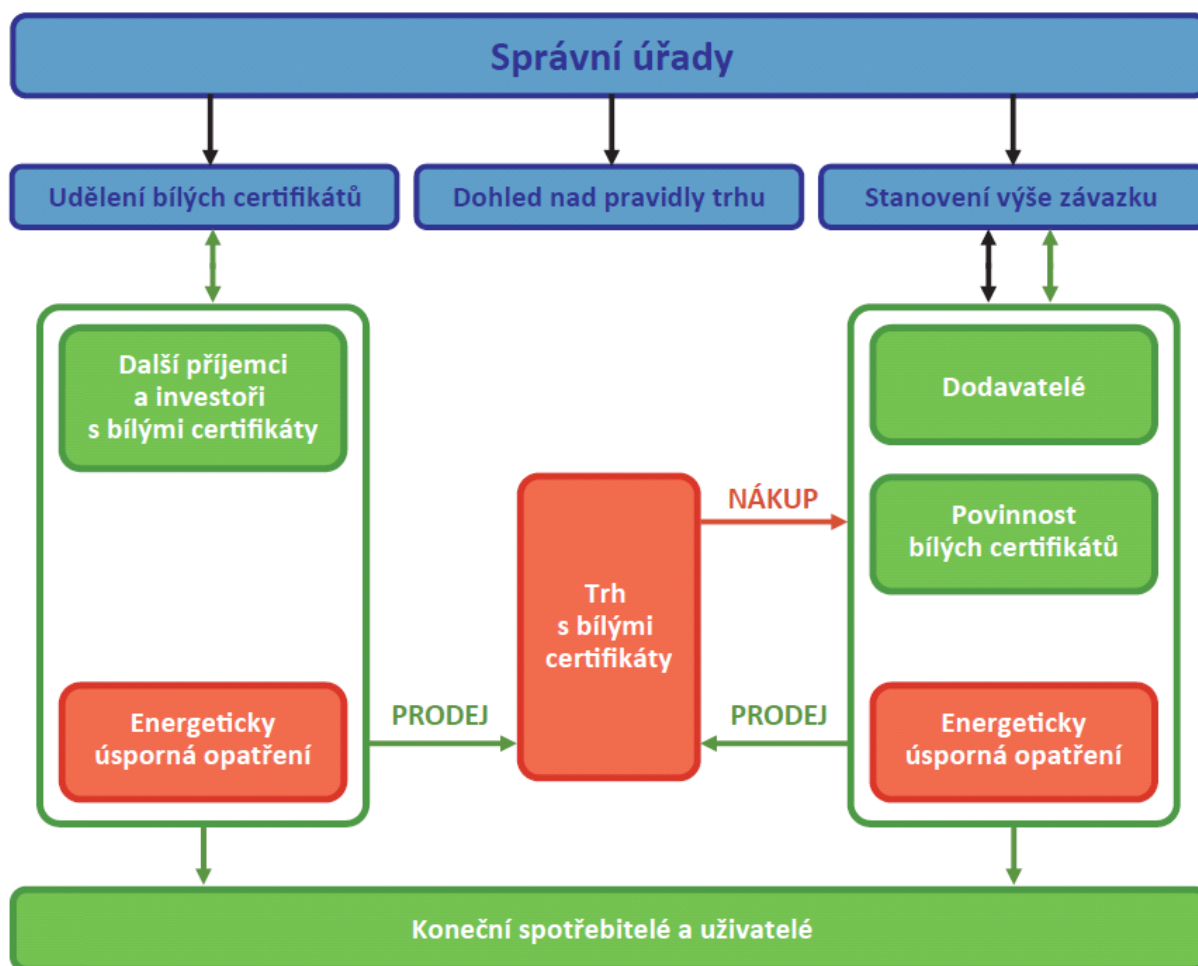 Správní úřady
Udělení bílých certifikátů
Dohled nad pravidly trhu
Stanovení výše závazku
Další příjemci
a investoři
s bílými certifikáty
Dodavatelé
NÁKUP
Povinnost
bílých certifikátů
Trh
s bílými
certifikáty
Energeticky
úsporná opatření
PRODEJ
PRODEJ
Energeticky
úsporná opatření
Koneční spotřebitelé a uživatelé